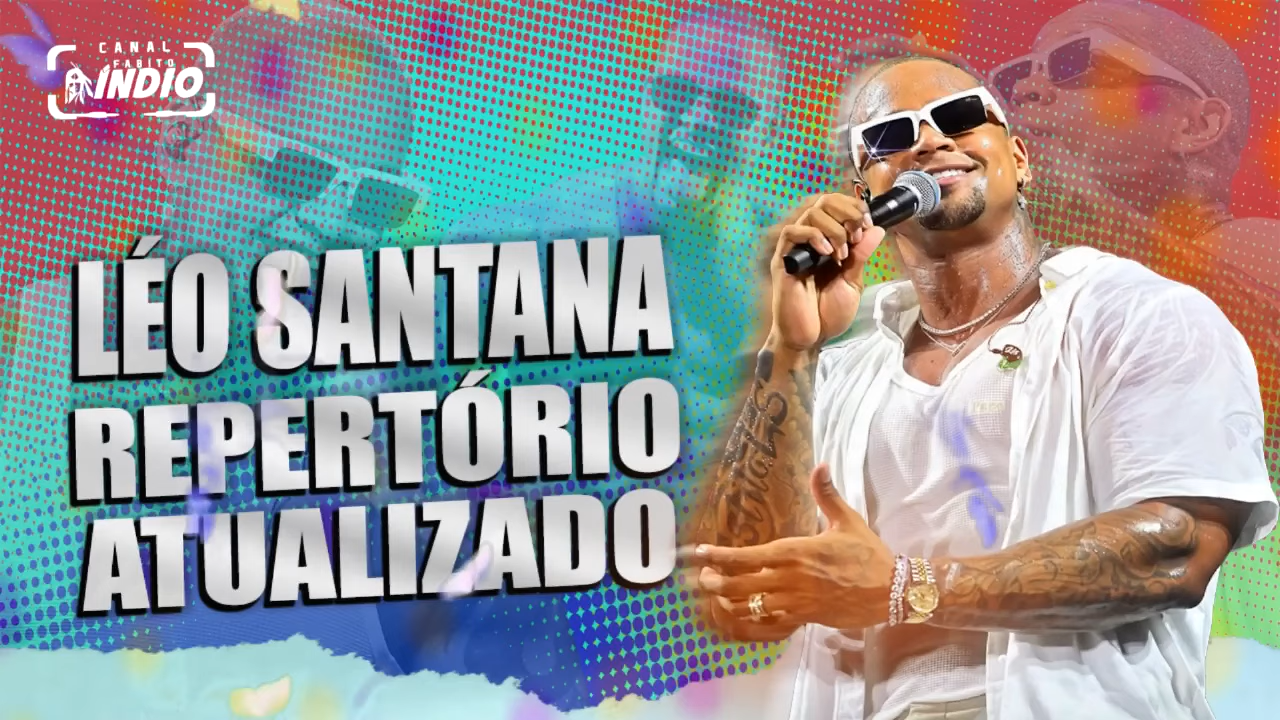 CANAL
FABITO
INDIO
LÉO SANTANA
REPERTÓRIO
ATUALIZADO